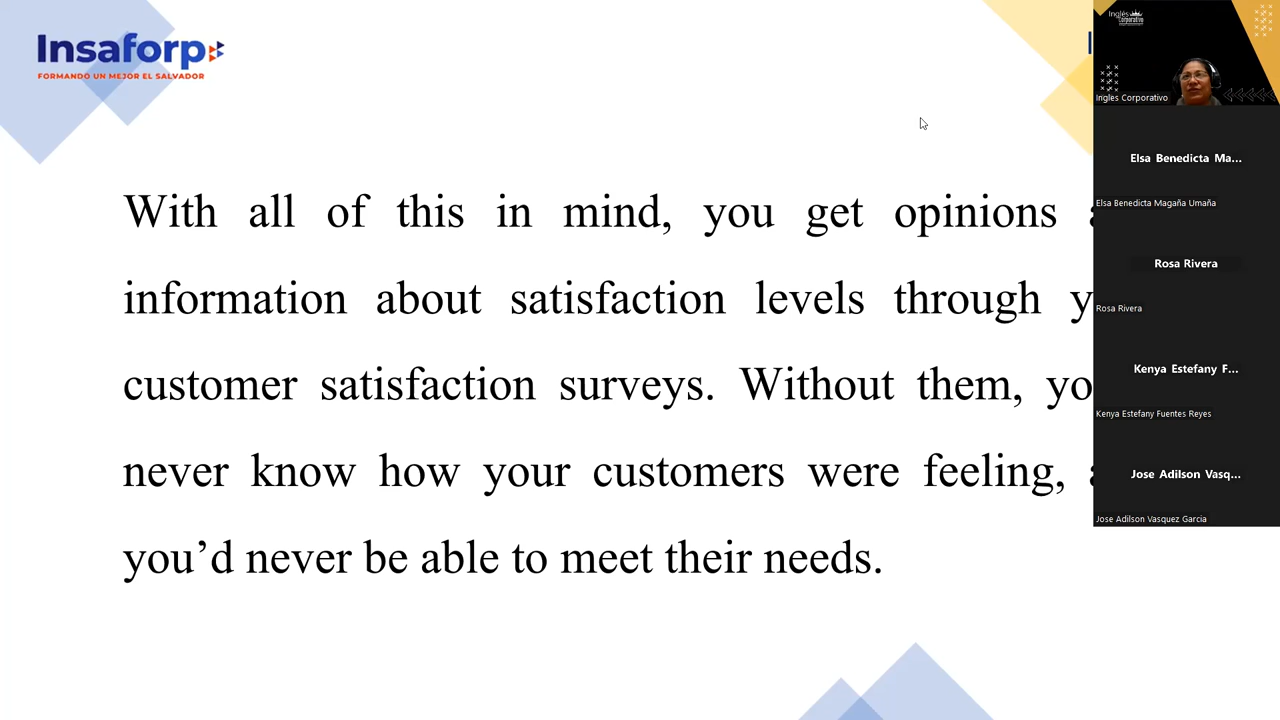 Insaforp
FORMANDO UN MEJOR EL SALVADOR
With all of this in mind, you get opinions
information about satisfaction levels through
customer satisfaction surveys. Without them,
never know how your customers were feeling,
you’d never be able to meet their needs.
Inglés
Corporativo
Ingles Corporativo
Elsa Benedicta Ma...
Elsa Benedicta Magaña Umaña
Rosa Rivera
Rosa Rivera
Kenya Estefany F...
Kenya Estefany Fuentes Reyes
Jose Adilson Vasq...
Jose Adilson Vasquez Garcia